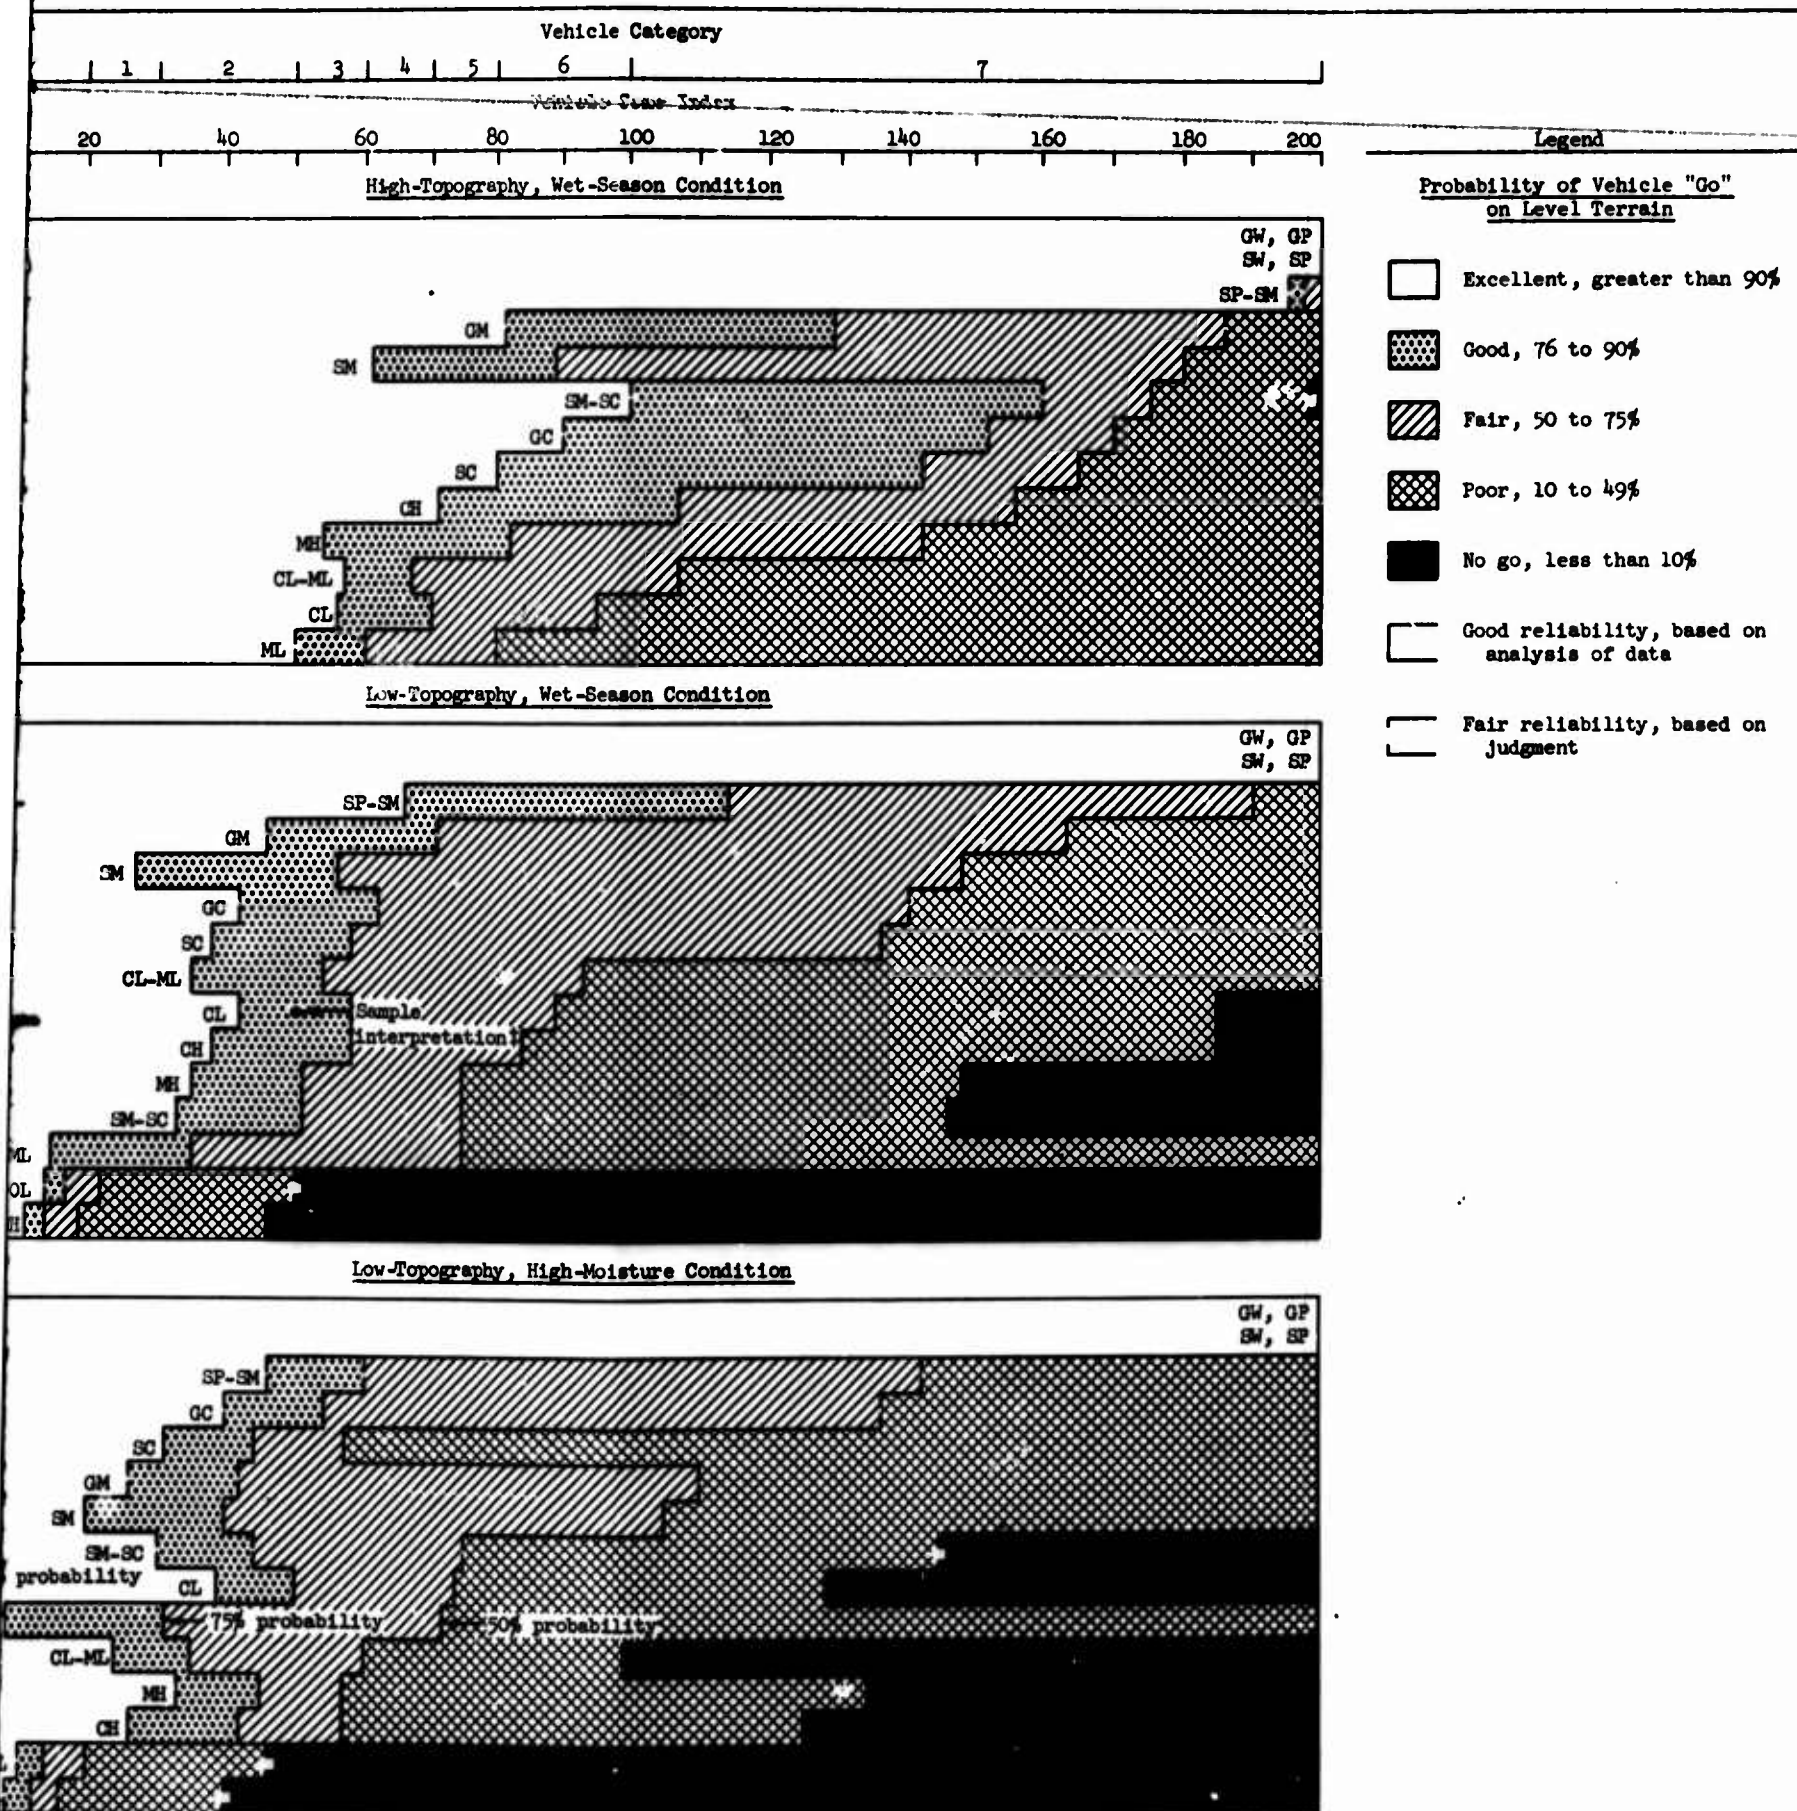 Vehicle Category
1 2 3 4 5 6 7
Vehicle Cone Index
20 40 60 80 100 120 140 160 180 200
High-Topography, Wet-Season Condition
GW, GP
SW, SP
SP-SM
GM
SM
SM-SC
GC
SC
CH
MH
CL-ML
CL
ML
Low-Topography, Wet-Season Condition
GW, GP
SW, SP
SP-SM
GM
SM
GC
SC
CL-ML
CL
Sample
interpretation
CH
MH
SM-SC
ML
OL
H
Low-Topography, High-Moisture Condition
GW, GP
SW, SP
SP-SM
GC
SC
GM
SM
SM-SC
probability
CL
75% probability
50% probability
CL-ML
MH
CH
Legend
Probability of Vehicle "Go"
on Level Terrain
Excellent, greater than 90%
Good, 76 to 90%
Fair, 50 to 75%
Poor, 10 to 49%
No go, less than 10%
Good reliability, based on
analysis of data
Fair reliability, based on
judgment